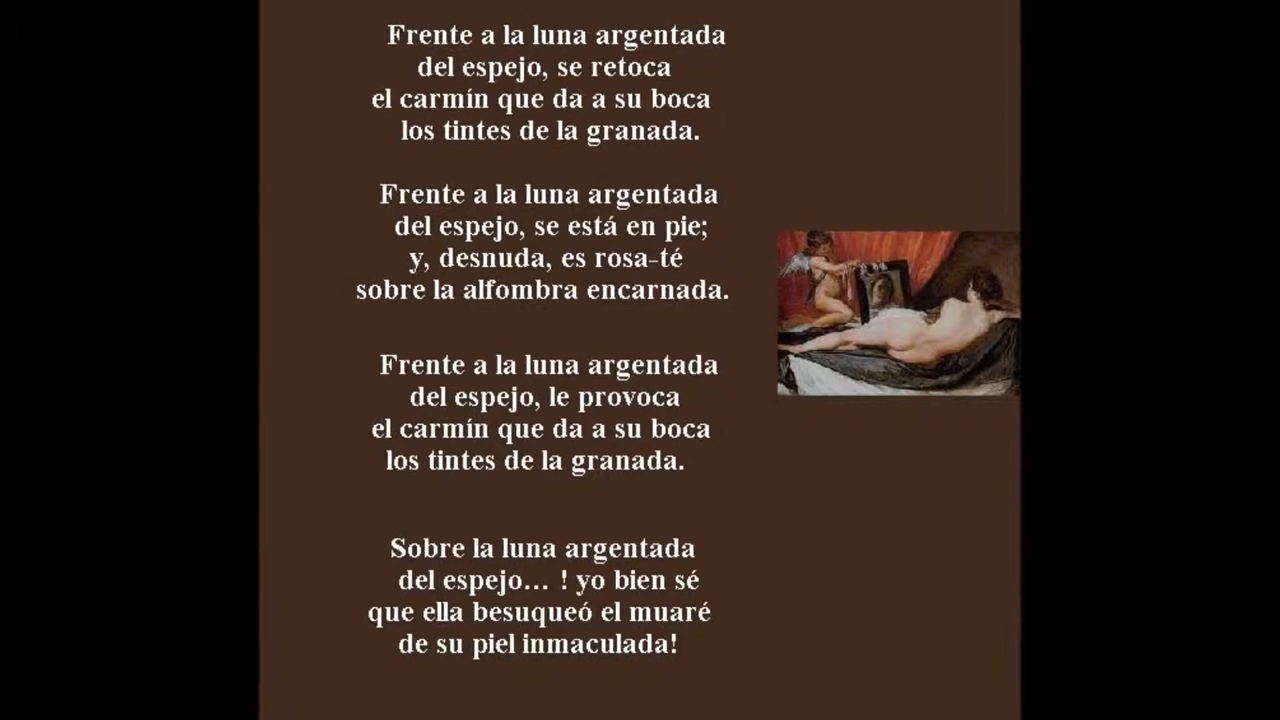 Frente a la luna argentada
del espejo, se retoca
el carmín que da a su boca
los tintes de la granada.
Frente a la luna argentada
del espejo, se está en pie;
y, desnuda, es rosa-té
sobre la alfombra encarnada.
Frente a la luna argentada
del espejo, le provoca
el carmín que da a su boca
los tintes de la granada.
Sobre la luna argentada
del espejo… ! yo bien sé
que ella besuqueó el muaré
de su piel inmaculada!